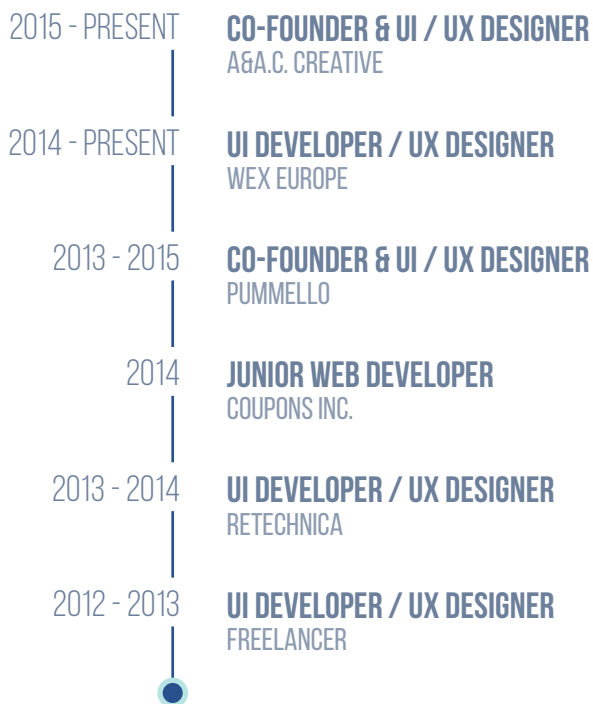 2015 - PRESENT
CO-FOUNDER & UI / UX DESIGNER
A&A.C. CREATIVE
2014 - PRESENT
UI DEVELOPER / UX DESIGNER
WEX EUROPE
2013 - 2015
CO-FOUNDER & UI / UX DESIGNER
PUMMELLO
2014
JUNIOR WEB DEVELOPER
COUPONS INC.
2013 - 2014
UI DEVELOPER / UX DESIGNER
RETECHNICA
2012 - 2013
UI DEVELOPER / UX DESIGNER
FREELANCER